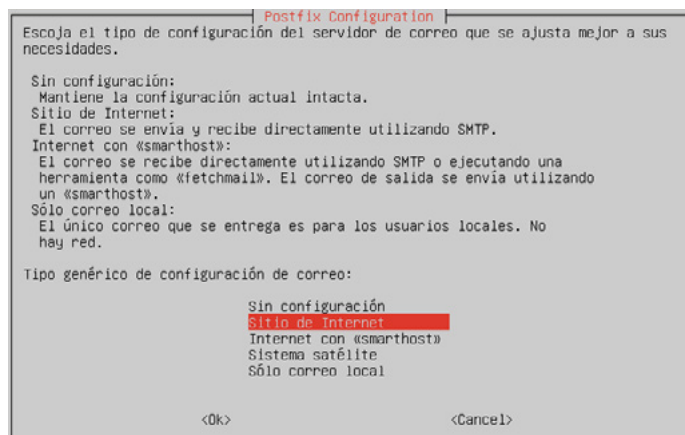 Postfix Configuration
Escoja el tipo de configuración del servidor de correo que se ajusta mejor a sus
necesidades.
Sin configuración:
Mantiene la configuración actual intacta.
Sitio de Internet:
El correo se envía y recibe directamente utilizando SMTP.
Internet con «smarthost»:
El correo se recibe directamente utilizando SMTP o ejecutando una
herramienta como «fetchmail». El correo de salida se envía utilizando
un «smarthost».
Sólo correo local:
El único correo que se entrega es para los usuarios locales. No
hay red.
Tipo genérico de configuración de correo:
Sin configuración
Sitio de Internet
Internet con «smarthost»
Sistema satélite
Sólo correo local
<Ok> <Cancel>